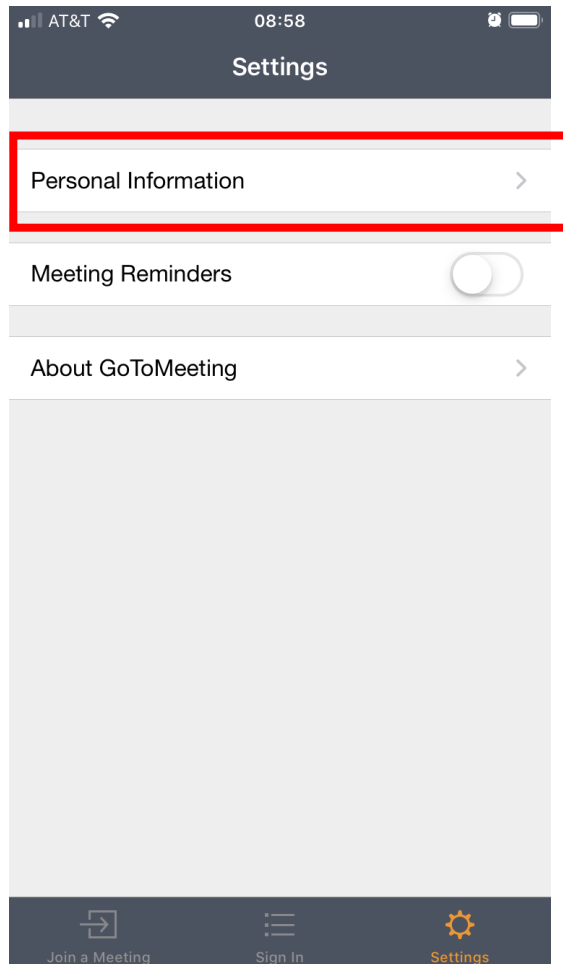 AT&T 08:58
Settings
Personal Information
Meeting Reminders
About GoToMeeting
Join a Meeting Sign In Settings